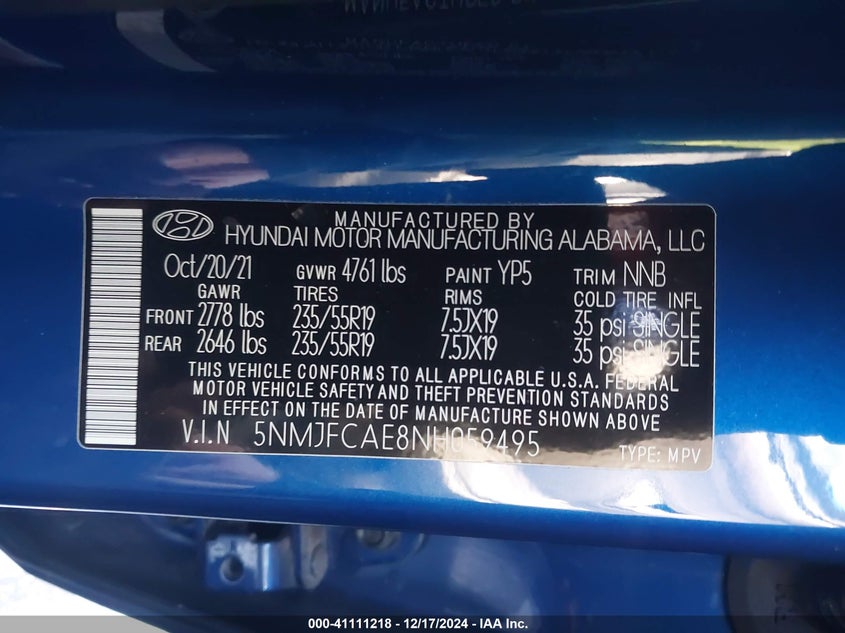 MANUFACTURED BY
HYUNDAI MOTOR MANUFACTURING ALABAMA, LLC
Oct/20/21 GVWR 4761 lbs PAINT YP5 TRIM NNB
GAWR TIRES RIMS COLD TIRE INFL
FRONT 2778 lbs 235/55R19 7.5JX19 35 psi SINGLE
REAR 2646 lbs 235/55R19 7.5JX19 35 psi SINGLE
THIS VEHICLE CONFORMS TO ALL APPLICABLE U.S.A. FEDERAL
MOTOR VEHICLE SAFETY AND THEFT PREVENTION STANDARDS
IN EFFECT ON THE DATE OF MANUFACTURE SHOWN ABOVE
V.I.N 5NMJFCAE8NH059495 TYPE: MPV
000-41111218 - 12/17/2024 - IAA Inc.